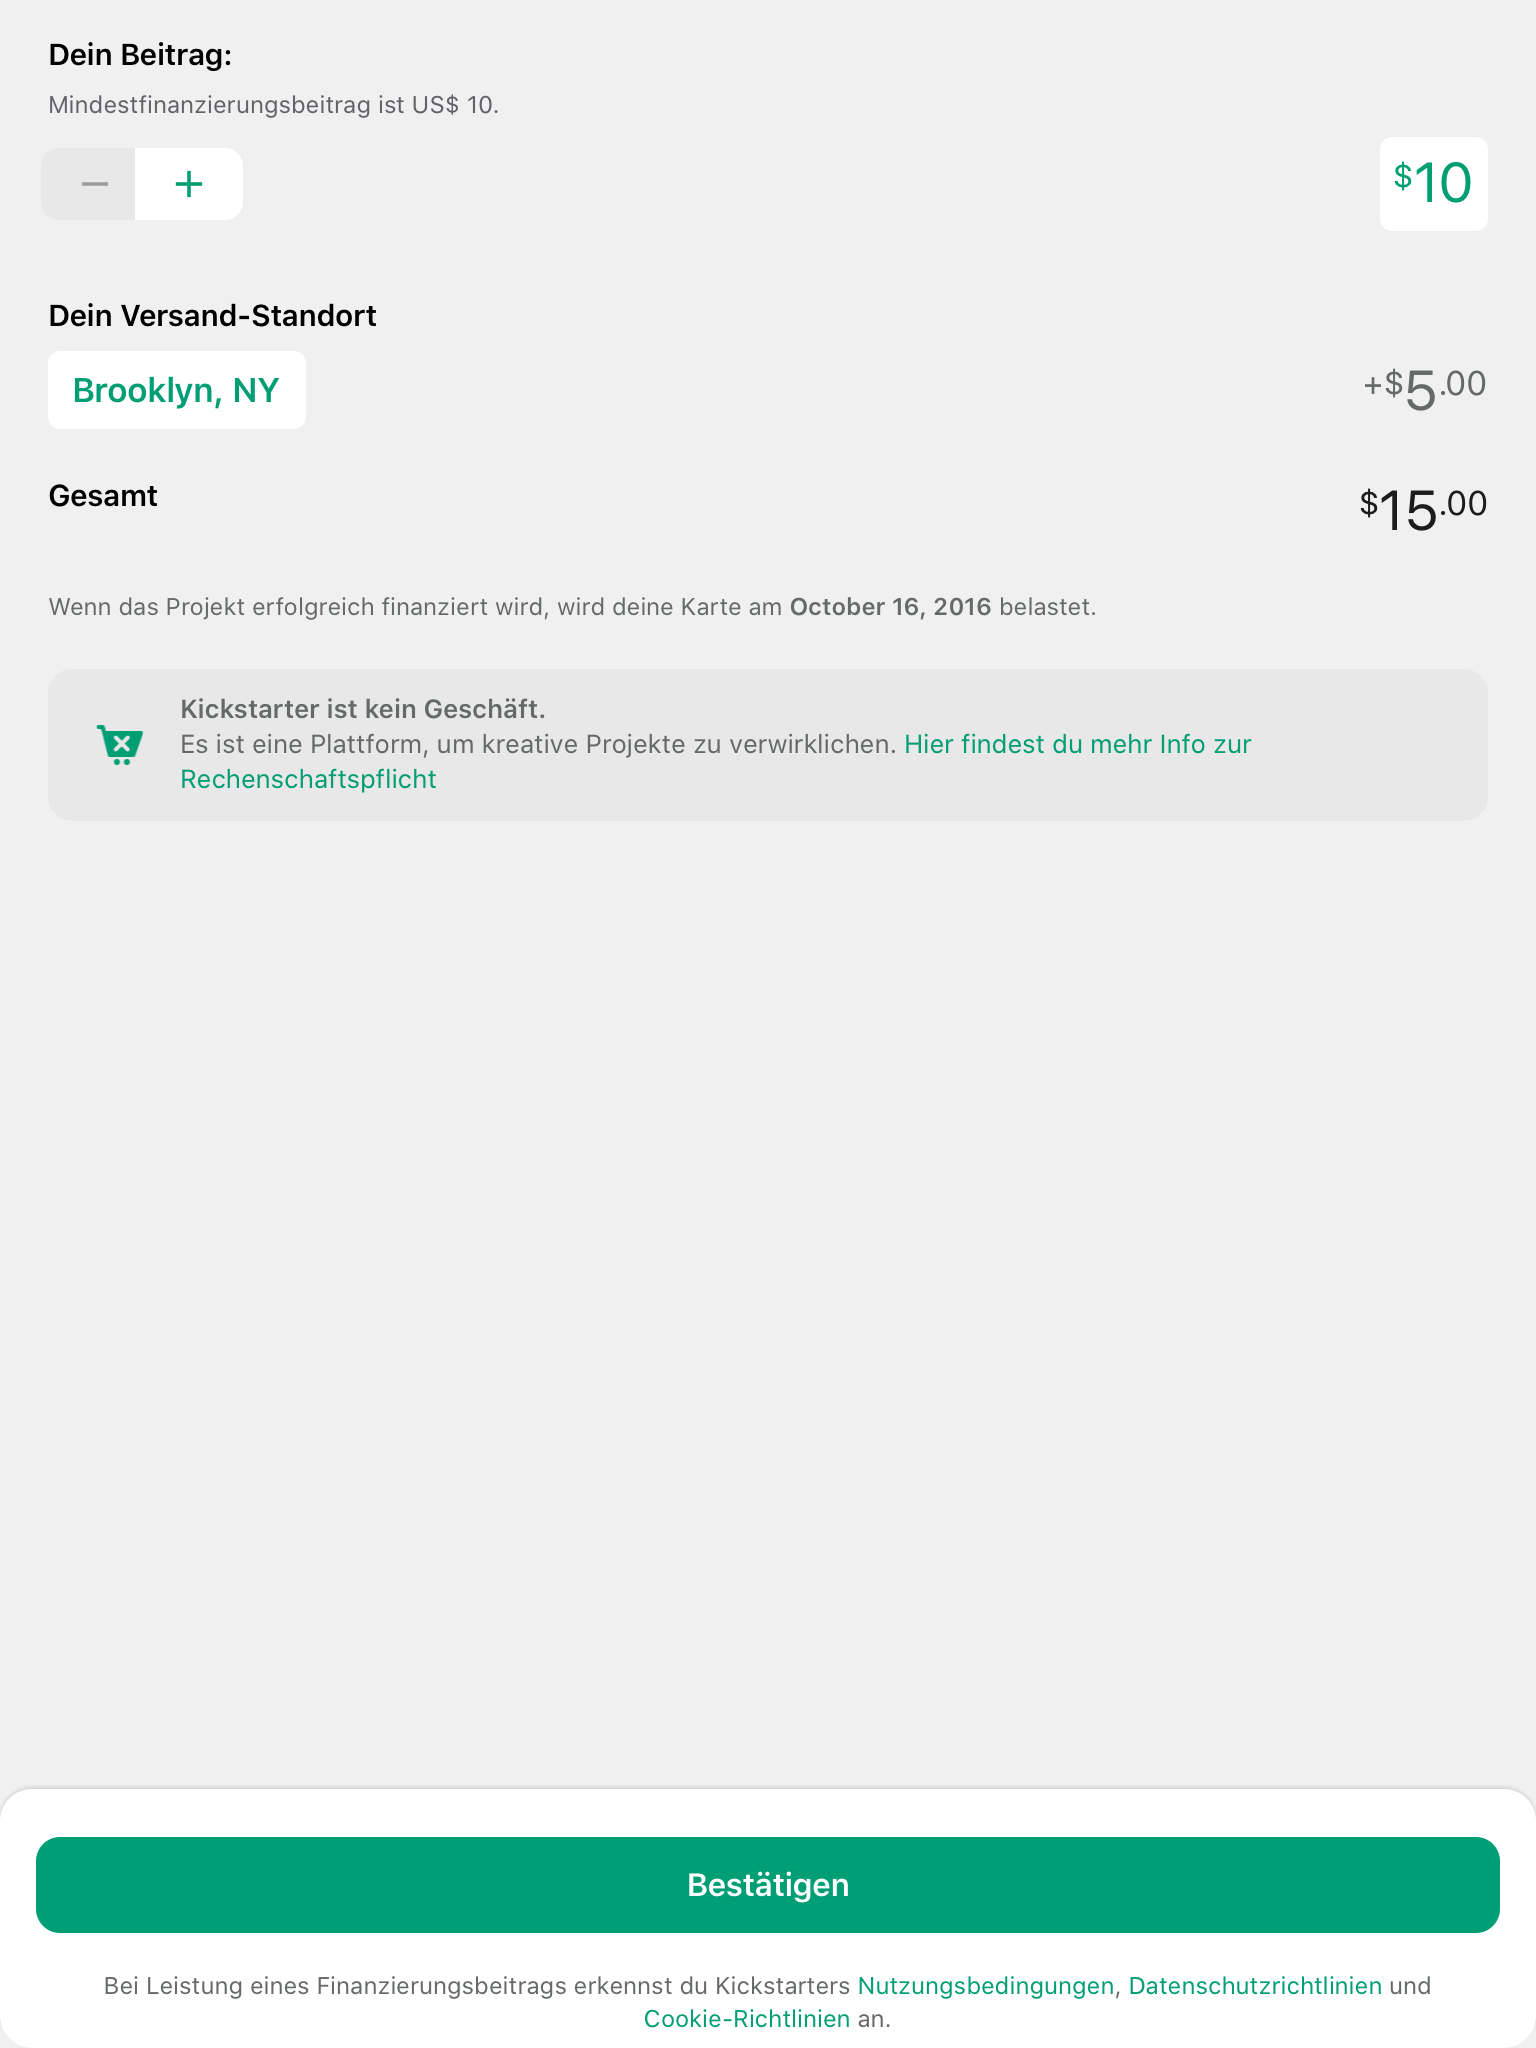 Dein Beitrag:
Mindestfinanzierungsbeitrag ist US$ 10.
− +
$10
Dein Versand-Standort
Brooklyn, NY
+$5.00
Gesamt
$15.00
Wenn das Projekt erfolgreich finanziert wird, wird deine Karte am October 16, 2016 belastet.
Kickstarter ist kein Geschäft.
Es ist eine Plattform, um kreative Projekte zu verwirklichen. Hier findest du mehr Info zur
Rechenschaftspflicht
Bestätigen
Bei Leistung eines Finanzierungsbeitrags erkennst du Kickstarters Nutzungsbedingungen, Datenschutzrichtlinien und
Cookie-Richtlinien an.